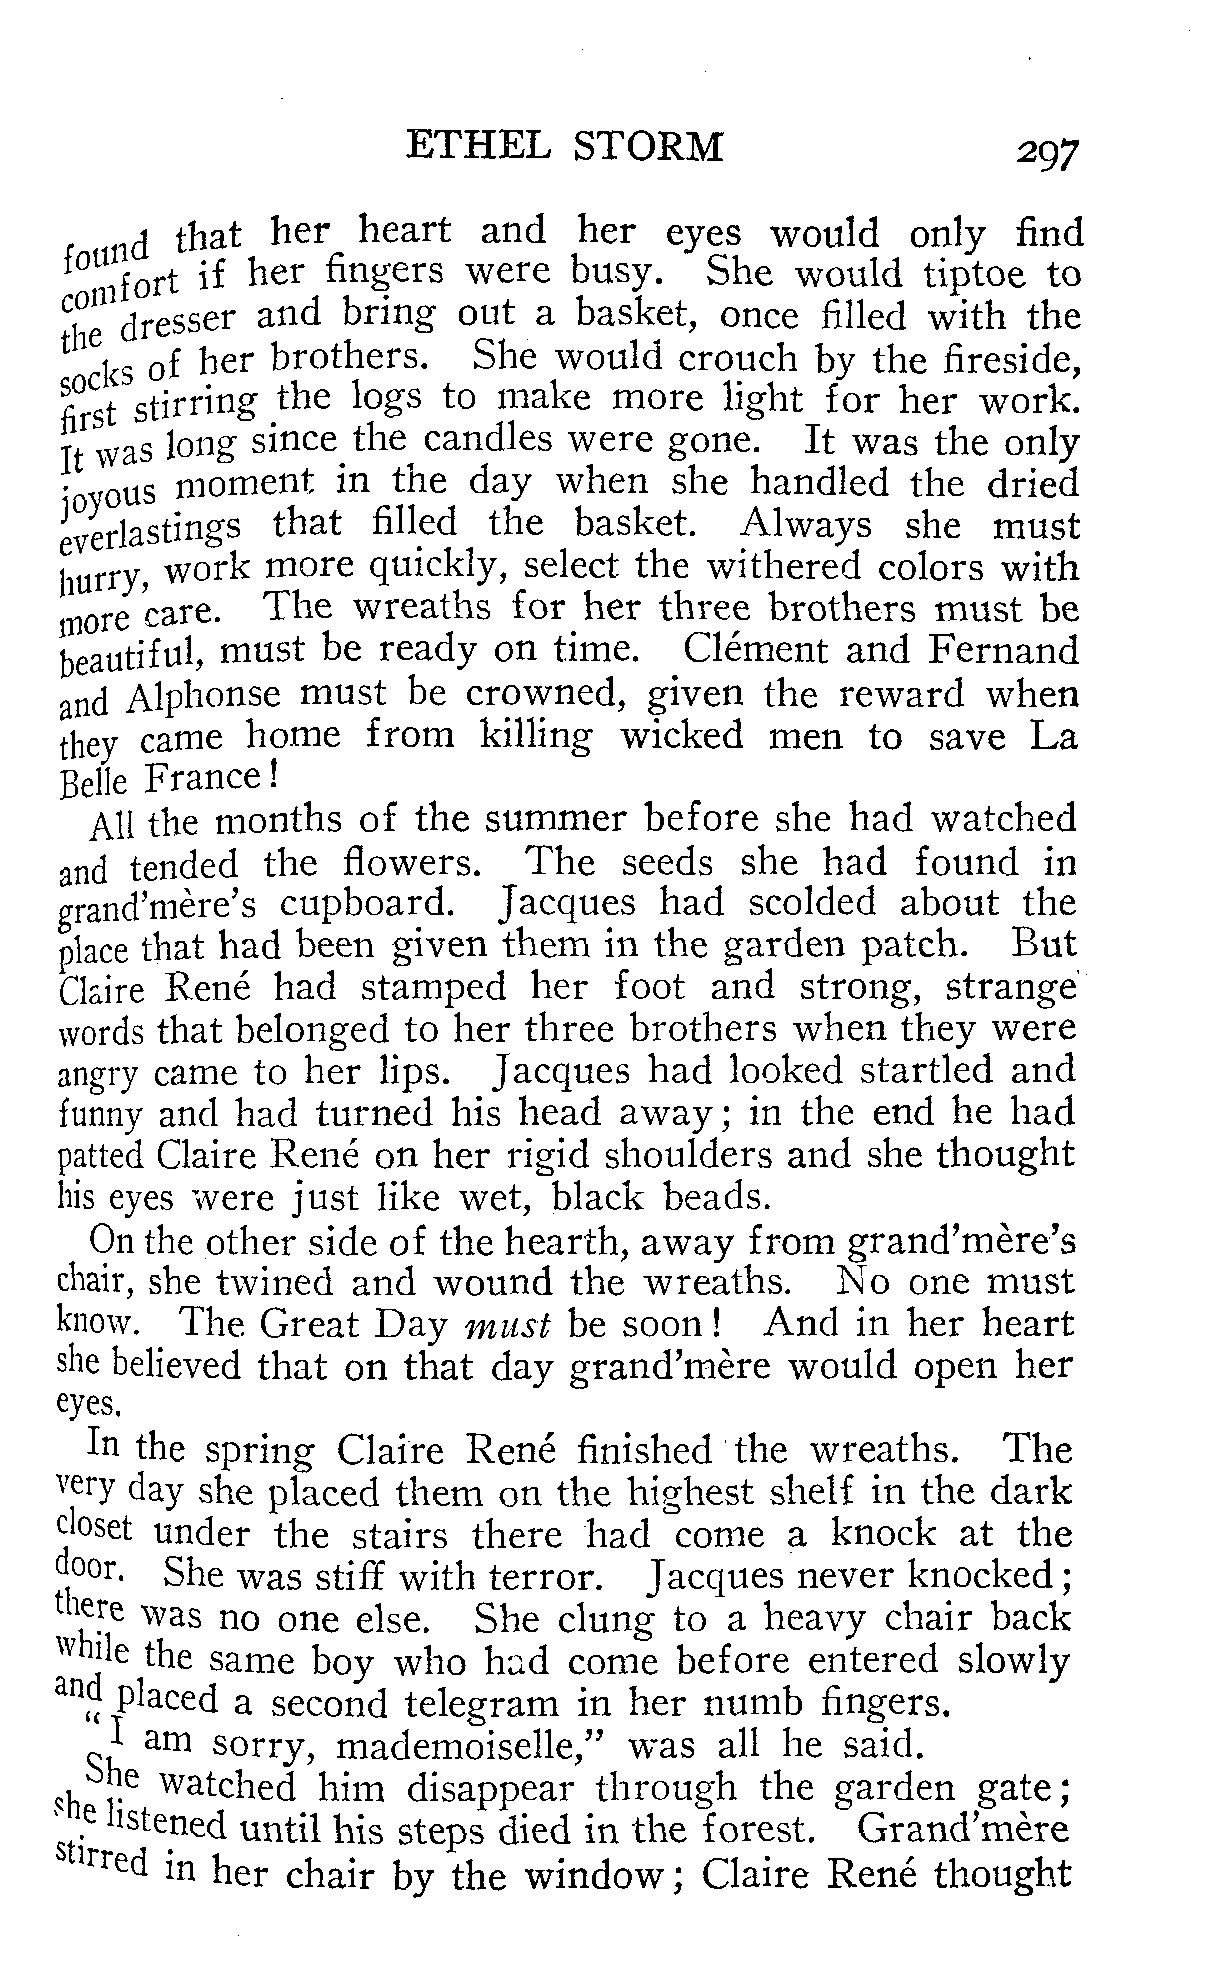 ETHEL STORM 297
found that her heart and her eyes would only find
comfort if her fingers were busy. She would tiptoe to
the dresser and bring out a basket, once filled with the
socks of her brothers. She would crouch by the fireside,
first stirring the logs to make more light for her work.
It was long since the candles were gone. It was the only
joyous moment in the day when she handled the dried
everlastings that filled the basket. Always she must
hurry, work more quickly, select the withered colors with
more care. The wreaths for her three brothers must be
beautiful, must be ready on time. Clément and Fernand
and Alphonse must be crowned, given the reward when
they came home from killing wicked men to save La
Belle France!
All the months of the summer before she had watched
and tended the flowers. The seeds she had found in
grand'mère's cupboard. Jacques had scolded about the
place that had been given them in the garden patch. But
Claire René had stamped her foot and strong, strange
words that belonged to her three brothers when they were
angry came to her lips. Jacques had looked startled and
funny and had turned his head away; in the end he had
patted Claire René on her rigid shoulders and she thought
his eyes were just like wet, black beads.
On the other side of the hearth, away from grand'mère's
chair, she twined and wound the wreaths. No one must
know. The Great Day must be soon! And in her heart
she believed that on that day grand'mère would open her
eyes.
In the spring Claire René finished the wreaths. The
very day she placed them on the highest shelf in the dark
closet under the stairs there had come a knock at the
door. She was stiff with terror. Jacques never knocked;
there was no one else. She clung to a heavy chair back
while the same boy who had come before entered slowly
and placed a second telegram in her numb fingers.
"I am sorry, mademoiselle," was all he said.
She watched him disappear through the garden gate;
she listened until his steps died in the forest. Grand'mère
stirred in her chair by the window; Claire René thought